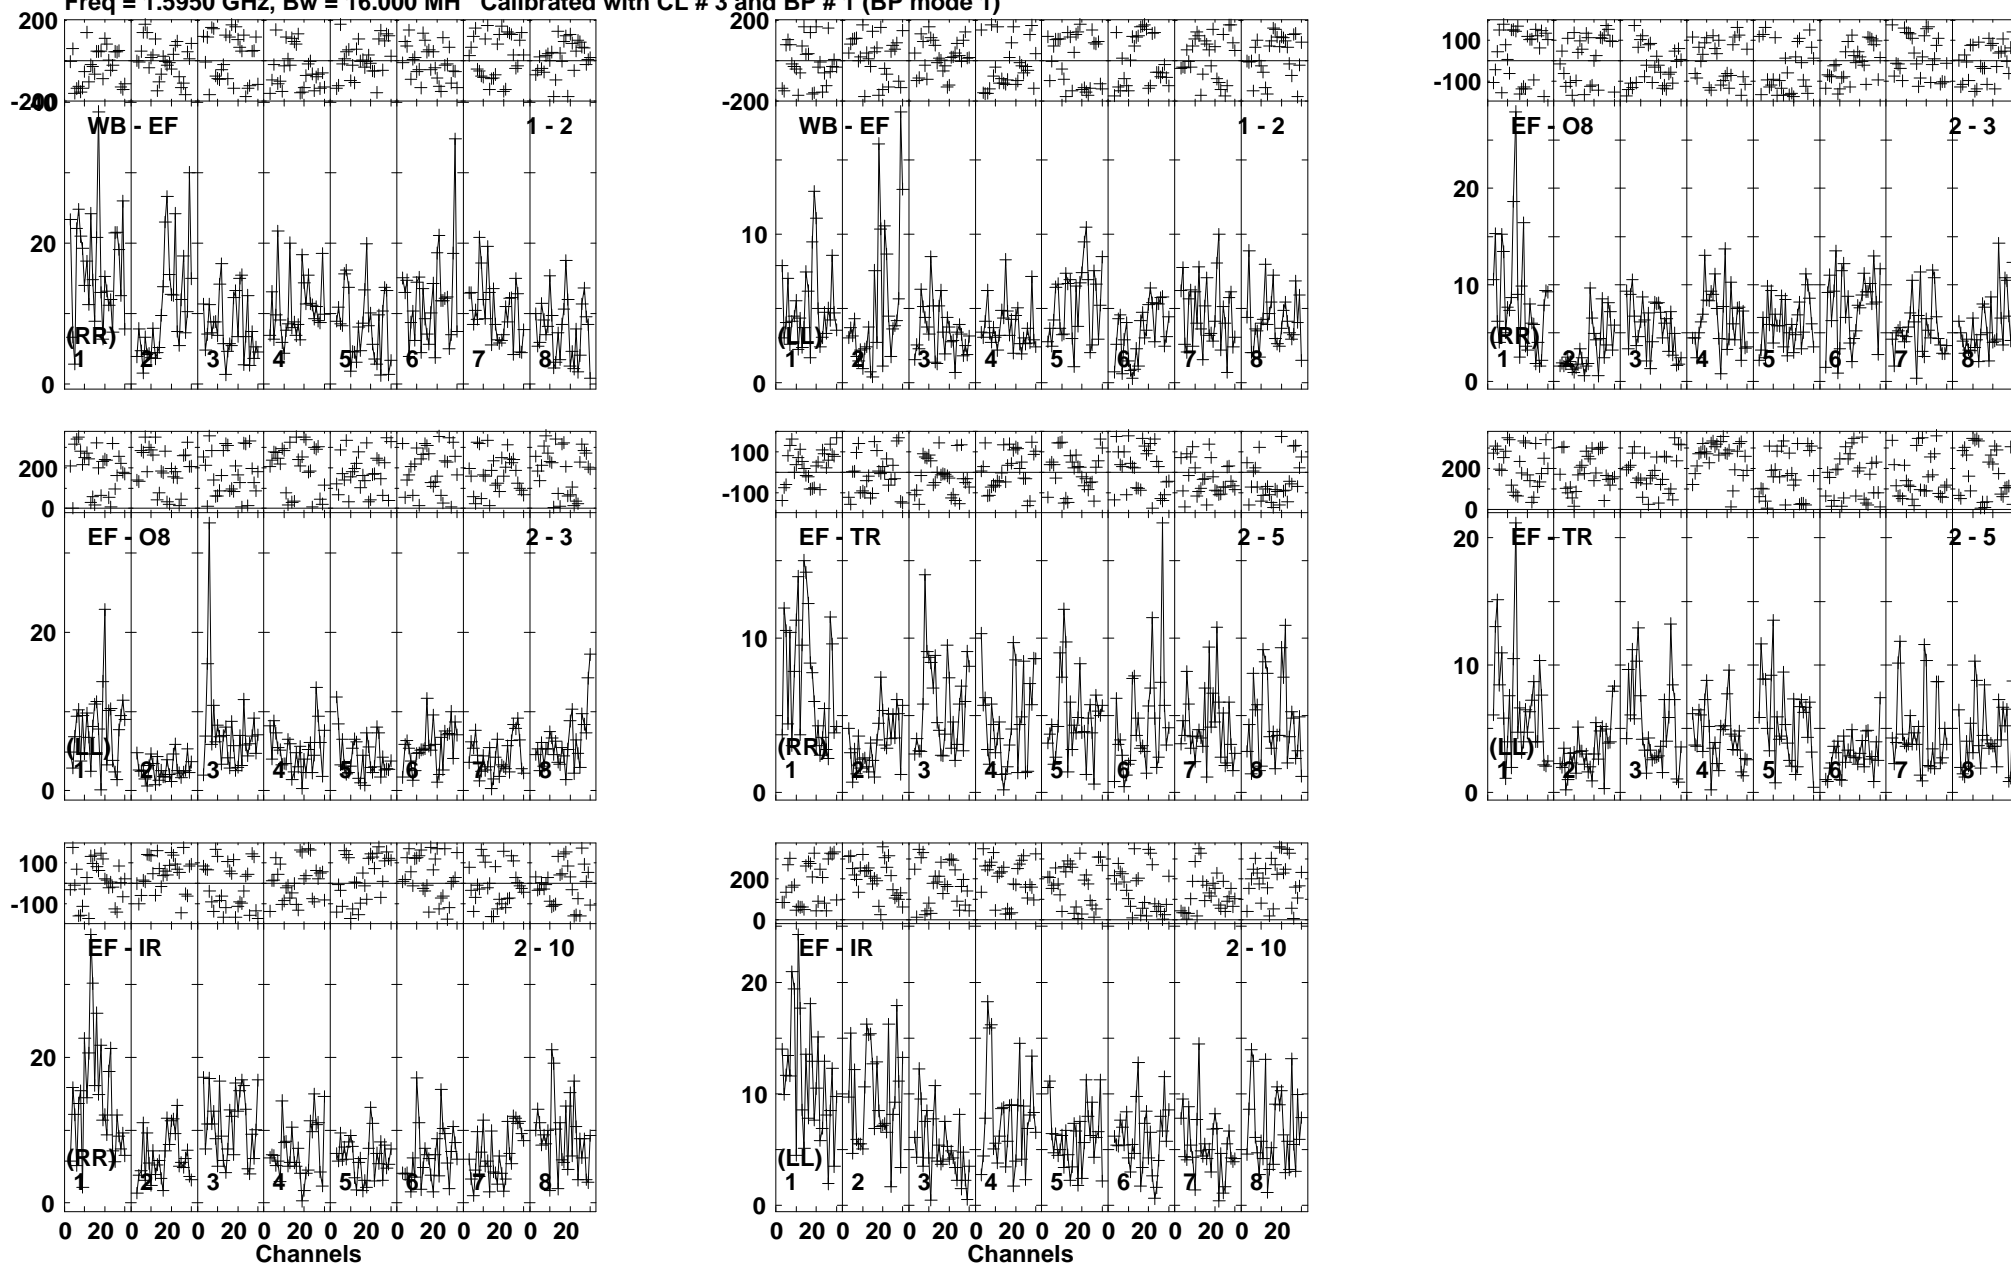 Freq = 1.5950 GHz, Bw = 16.000 MH Calibrated with CL # 3 and BP # 1 (BP mode 1)
200
-200
40
20
0
WB - EF
1 - 2
(RR)
1 2 3 4 5 6 7 8
200
-200
10
0
WB - EF
1 - 2
(LL)
1 2 3 4 5 6 7 8
100
-100
20
10
0
EF - O8
2 - 3
(RR)
1 2 3 4 5 6 7 8
200
0
20
0
EF - O8
2 - 3
(LL)
1 2 3 4 5 6 7 8
100
-100
10
0
EF - TR
2 - 5
(RR)
1 2 3 4 5 6 7 8
200
0
20
10
0
EF - TR
2 - 5
(LL)
1 2 3 4 5 6 7 8
100
-100
20
0
EF - IR
2 - 10
(RR)
1 2 3 4 5 6 7 8
0 20 0 20 0 20 0 20 0 20 0 20 0 20 0 20
Channels
200
0
20
10
0
EF - IR
2 - 10
(LL)
1 2 3 4 5 6 7 8
0 20 0 20 0 20 0 20 0 20 0 20 0 20 0 20
Channels